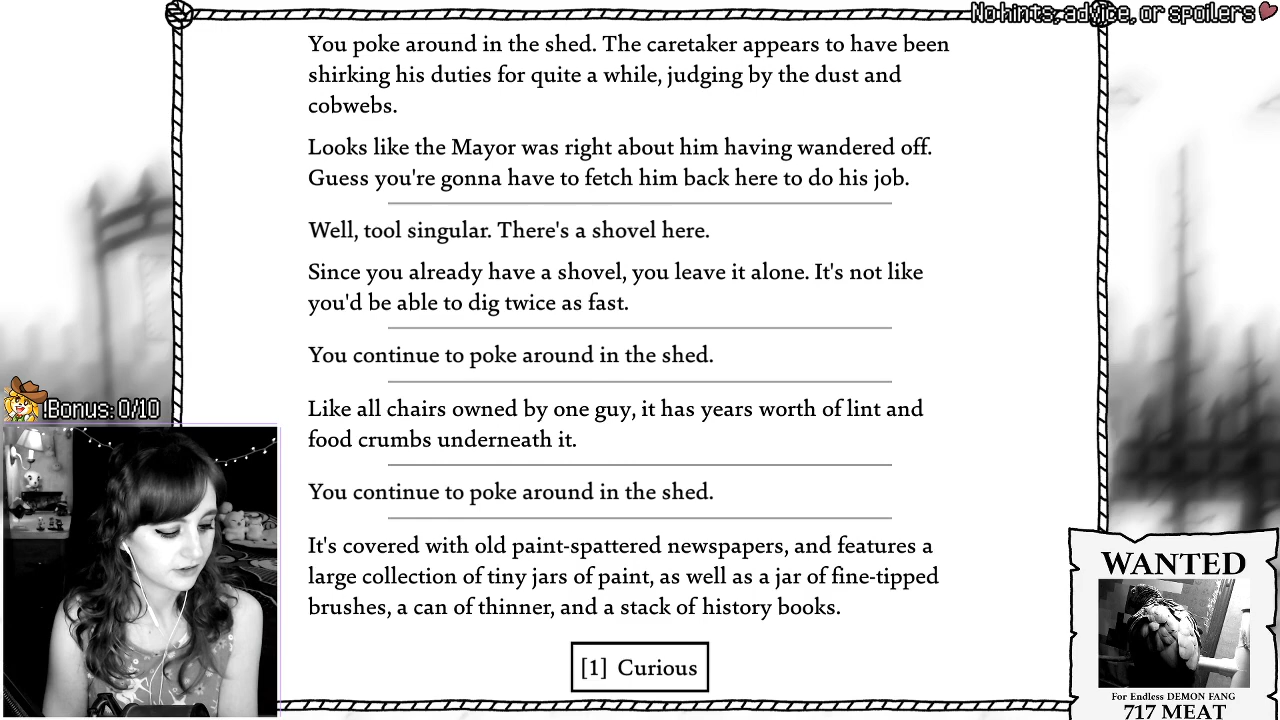 No hints, advice, or spoilers
You poke around in the shed. The caretaker appears to have been
shirking his duties for quite a while, judging by the dust and
cobwebs.
Looks like the Mayor was right about him having wandered off.
Guess you're gonna have to fetch him back here to do his job.
Well, tool singular. There's a shovel here.
Since you already have a shovel, you leave it alone. It's not like
you'd be able to dig twice as fast.
You continue to poke around in the shed.
Like all chairs owned by one guy, it has years worth of lint and
food crumbs underneath it.
You continue to poke around in the shed.
It's covered with old paint-spattered newspapers, and features a
large collection of tiny jars of paint, as well as a jar of fine-tipped
brushes, a can of thinner, and a stack of history books.
[1] Curious
!Bonus: 0/10
WANTED
For Endless DEMON FANG
717 MEAT